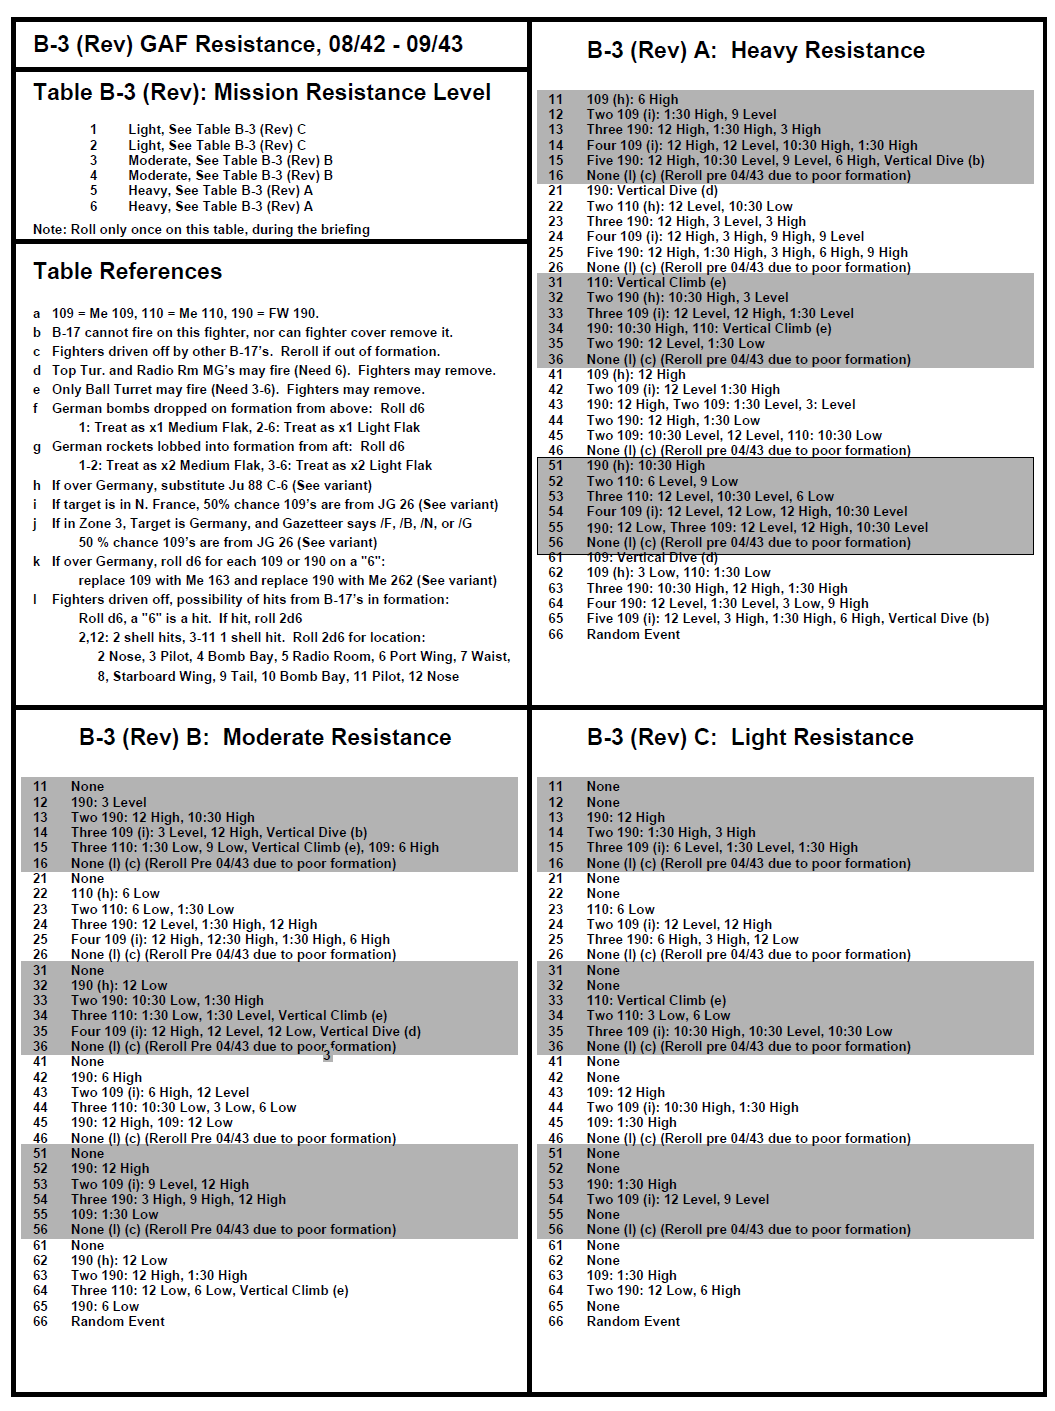 B-3 (Rev) GAF Resistance, 08/42 - 09/43
Table B-3 (Rev): Mission Resistance Level
1 Light, See Table B-3 (Rev) C
2 Light, See Table B-3 (Rev) C
3 Moderate, See Table B-3 (Rev) B
4 Moderate, See Table B-3 (Rev) B
5 Heavy, See Table B-3 (Rev) A
6 Heavy, See Table B-3 (Rev) A
Note: Roll only once on this table, during the briefing
Table References
a 109 = Me 109, 110 = Me 110, 190 = FW 190.
b B-17 cannot fire on this fighter, nor can fighter cover remove it.
c Fighters driven off by other B-17's. Reroll if out of formation.
d Top Tur. and Radio Rm MG's may fire (Need 6). Fighters may remove.
e Only Ball Turret may fire (Need 3-6). Fighters may remove.
f German bombs dropped on formation from above: Roll d6
1: Treat as x1 Medium Flak, 2-6: Treat as x1 Light Flak
g German rockets lobbed into formation from aft: Roll d6
1-2: Treat as x2 Medium Flak, 3-6: Treat as x2 Light Flak
h If over Germany, substitute Ju 88 C-6 (See variant)
i If target is in N. France, 50% chance 109's are from JG 26 (See variant)
j If in Zone 3, Target is Germany, and Gazetteer says /F, /B, /N, or /G
50 % chance 109's are from JG 26 (See variant)
k If over Germany, roll d6 for each 109 or 190 on a "6":
replace 109 with Me 163 and replace 190 with Me 262 (See variant)
l Fighters driven off, possibility of hits from B-17's in formation:
Roll d6, a "6" is a hit. If hit, roll 2d6
2,12: 2 shell hits, 3-11 1 shell hit. Roll 2d6 for location:
2 Nose, 3 Pilot, 4 Bomb Bay, 5 Radio Room, 6 Port Wing, 7 Waist,
8, Starboard Wing, 9 Tail, 10 Bomb Bay, 11 Pilot, 12 Nose
B-3 (Rev) A: Heavy Resistance
11 109 (h): 6 High
12 Two 109 (i): 1:30 High, 9 Level
13 Three 190: 12 High, 1:30 High, 3 High
14 Four 109 (i): 12 High, 12 Level, 10:30 High, 1:30 High
15 Five 190: 12 High, 10:30 Level, 9 Level, 6 High, Vertical Dive (b)
16 None (l) (c) (Reroll pre 04/43 due to poor formation)
21 190: Vertical Dive (d)
22 Two 110 (h): 12 Level, 10:30 Low
23 Three 190: 12 High, 3 Level, 3 High
24 Four 109 (i): 12 High, 3 High, 9 High, 9 Level
25 Five 190: 12 High, 1:30 High, 3 High, 6 High, 9 High
26 None (l) (c) (Reroll pre 04/43 due to poor formation)
31 110: Vertical Climb (e)
32 Two 190 (h): 10:30 High, 3 Level
33 Three 109 (i): 12 Level, 12 High, 1:30 Level
34 190: 10:30 High, 110: Vertical Climb (e)
35 Two 190: 12 Level, 1:30 Low
36 None (l) (c) (Reroll pre 04/43 due to poor formation)
41 109 (h): 12 High
42 Two 109 (i): 12 Level 1:30 High
43 190: 12 High, Two 109: 1:30 Level, 3: Level
44 Two 190: 12 High, 1:30 Low
45 Two 109: 10:30 Level, 12 Level, 110: 10:30 Low
46 None (l) (c) (Reroll pre 04/43 due to poor formation)
51 190 (h): 10:30 High
52 Two 110: 6 Level, 9 Low
53 Three 110: 12 Level, 10:30 Level, 6 Low
54 Four 109 (i): 12 Level, 12 Low, 12 High, 10:30 Level
55 190: 12 Low, Three 109: 12 Level, 12 High, 10:30 Level
56 None (l) (c) (Reroll pre 04/43 due to poor formation)
61 109: Vertical Dive (d)
62 109 (h): 3 Low, 110: 1:30 Low
63 Three 190: 10:30 High, 12 High, 1:30 High
64 Four 190: 12 Level, 1:30 Level, 3 Low, 9 High
65 Five 109 (i): 12 Level, 3 High, 1:30 High, 6 High, Vertical Dive (b)
66 Random Event
B-3 (Rev) B: Moderate Resistance
11 None
12 190: 3 Level
13 Two 190: 12 High, 10:30 High
14 Three 109 (i): 3 Level, 12 High, Vertical Dive (b)
15 Three 110: 1:30 Low, 9 Low, Vertical Climb (e), 109: 6 High
16 None (l) (c) (Reroll Pre 04/43 due to poor formation)
21 None
22 110 (h): 6 Low
23 Two 110: 6 Low, 1:30 Low
24 Three 190: 12 Level, 1:30 High, 12 High
25 Four 109 (i): 12 High, 12:30 High, 1:30 High, 6 High
26 None (l) (c) (Reroll Pre 04/43 due to poor formation)
31 None
32 190 (h): 12 Low
33 Two 190: 10:30 Low, 1:30 High
34 Three 110: 1:30 Low, 1:30 Level, Vertical Climb (e)
35 Four 109 (i): 12 High, 12 Level, 12 Low, Vertical Dive (d)
36 None (l) (c) (Reroll Pre 04/43 due to poor formation)
3
41 None
42 190: 6 High
43 Two 109 (i): 6 High, 12 Level
44 Three 110: 10:30 Low, 3 Low, 6 Low
45 190: 12 High, 109: 12 Low
46 None (l) (c) (Reroll Pre 04/43 due to poor formation)
51 None
52 190: 12 High
53 Two 109 (i): 9 Level, 12 High
54 Three 190: 3 High, 9 High, 12 High
55 109: 1:30 Low
56 None (l) (c) (Reroll Pre 04/43 due to poor formation)
61 None
62 190 (h): 12 Low
63 Two 190: 12 High, 1:30 High
64 Three 110: 12 Low, 6 Low, Vertical Climb (e)
65 190: 6 Low
66 Random Event
B-3 (Rev) C: Light Resistance
11 None
12 None
13 190: 12 High
14 Two 190: 1:30 High, 3 High
15 Three 109 (i): 6 Level, 1:30 Level, 1:30 High
16 None (l) (c) (Reroll pre 04/43 due to poor formation)
21 None
22 None
23 110: 6 Low
24 Two 109 (i): 12 Level, 12 High
25 Three 190: 6 High, 3 High, 12 Low
26 None (l) (c) (Reroll pre 04/43 due to poor formation)
31 None
32 None
33 110: Vertical Climb (e)
34 Two 110: 3 Low, 6 Low
35 Three 109 (i): 10:30 High, 10:30 Level, 10:30 Low
36 None (l) (c) (Reroll pre 04/43 due to poor formation)
41 None
42 None
43 109: 12 High
44 Two 109 (i): 10:30 High, 1:30 High
45 109: 1:30 High
46 None (l) (c) (Reroll pre 04/43 due to poor formation)
51 None
52 None
53 190: 1:30 High
54 Two 109 (i): 12 Level, 9 Level
55 None
56 None (l) (c) (Reroll pre 04/43 due to poor formation)
61 None
62 None
63 109: 1:30 High
64 Two 190: 12 Low, 6 High
65 None
66 Random Event